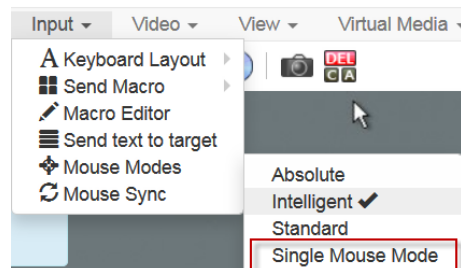 Input Video View Virtual Media
Keyboard Layout
Send Macro
Macro Editor
Send text to target
Mouse Modes
Mouse Sync
DEL
C A
Absolute
Intelligent
Standard
Single Mouse Mode